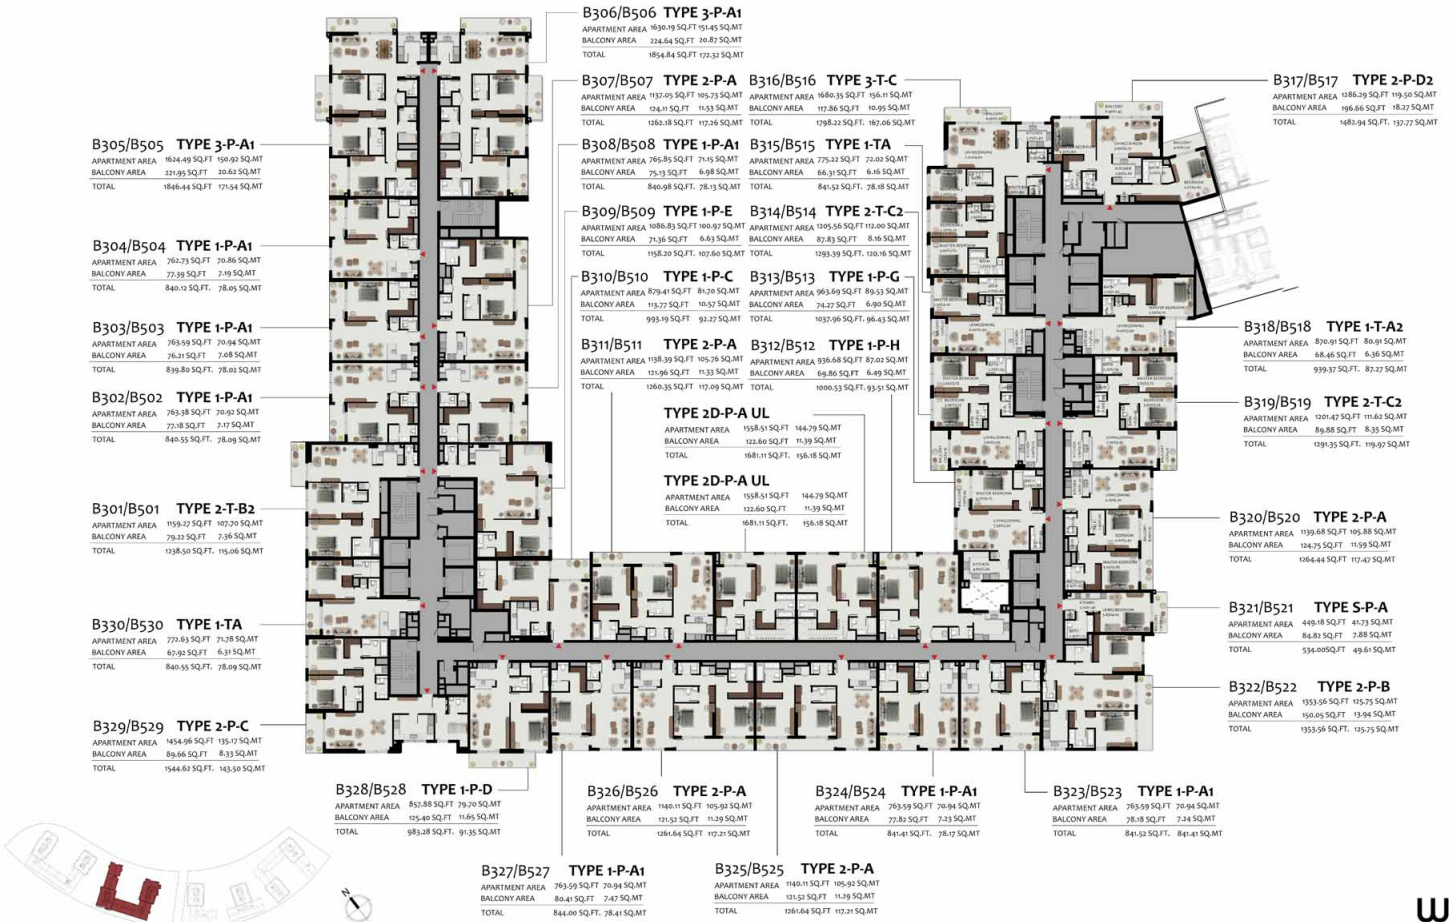 B306/B506 TYPE 3-P-A1
APARTMENT AREA 1630.19 SQ.FT 151.45 SQ.MT
BALCONY AREA 224.64 SQ.FT 20.87 SQ.MT
TOTAL 1854.84 SQ.FT 172.32 SQ.MT
B307/B507 TYPE 2-P-A
APARTMENT AREA 1137.05 SQ.FT 105.73 SQ.MT
BALCONY AREA 124.11 SQ.FT 11.53 SQ.MT
TOTAL 1262.18 SQ.FT 117.26 SQ.MT
B316/B516 TYPE 3-T-C
APARTMENT AREA 1680.35 SQ.FT 156.11 SQ.MT
BALCONY AREA 117.86 SQ.FT 10.95 SQ.MT
TOTAL 1798.22 SQ.FT 167.06 SQ.MT
B317/B517 TYPE 2-P-D2
APARTMENT AREA 1286.29 SQ.FT 119.50 SQ.MT
BALCONY AREA 196.66 SQ.FT 18.27 SQ.MT
TOTAL 1482.94 SQ.FT 137.77 SQ.MT
B305/B505 TYPE 3-P-A1
APARTMENT AREA 1624.49 SQ.FT 150.92 SQ.MT
BALCONY AREA 221.95 SQ.FT 20.62 SQ.MT
TOTAL 1846.44 SQ.FT 171.54 SQ.MT
B308/B508 TYPE 1-P-A1
APARTMENT AREA 765.85 SQ.FT 71.15 SQ.MT
BALCONY AREA 75.13 SQ.FT 6.98 SQ.MT
TOTAL 840.98 SQ.FT. 78.13 SQ.MT
B315/B515 TYPE 1-TA
APARTMENT AREA 775.22 SQ.FT 72.02 SQ.MT
BALCONY AREA 66.31 SQ.FT 6.16 SQ.MT
TOTAL 841.52 SQ.FT. 78.18 SQ.MT
B304/B504 TYPE 1-P-A1
APARTMENT AREA 762.73 SQ.FT 70.86 SQ.MT
BALCONY AREA 77.39 SQ.FT 7.19 SQ.MT
TOTAL 840.12 SQ.FT. 78.05 SQ.MT
B309/B509 TYPE 1-P-E
APARTMENT AREA 1086.83 SQ.FT 100.97 SQ.MT
BALCONY AREA 71.36 SQ.FT 6.63 SQ.MT
TOTAL 1158.20 SQ.FT. 107.60 SQ.MT
B314/B514 TYPE 2-T-C2
APARTMENT AREA 1205.56 SQ.FT 112.00 SQ.MT
BALCONY AREA 87.83 SQ.FT 8.16 SQ.MT
TOTAL 1293.39 SQ.FT 120.16 SQ.MT
B310/B510 TYPE 1-P-C
APARTMENT AREA 879.41 SQ.FT 81.70 SQ.MT
BALCONY AREA 113.77 SQ.FT 10.57 SQ.MT
TOTAL 993.19 SQ.FT. 92.27 SQ.MT
B313/B513 TYPE 1-P-G
APARTMENT AREA 963.69 SQ.FT 89.53 SQ.MT
BALCONY AREA 74.27 SQ.FT 6.90 SQ.MT
TOTAL 1037.96 SQ.FT. 96.43 SQ.MT
B303/B503 TYPE 1-P-A1
APARTMENT AREA 763.59 SQ.FT 70.94 SQ.MT
BALCONY AREA 76.21 SQ.FT 7.08 SQ.MT
TOTAL 839.80 SQ.FT. 78.02 SQ.MT
B311/B511 TYPE 2-P-A
APARTMENT AREA 1138.39 SQ.FT 105.76 SQ.MT
BALCONY AREA 121.96 SQ.FT 11.33 SQ.MT
TOTAL 1260.35 SQ.FT 117.09 SQ.MT
B312/B512 TYPE 1-P-H
APARTMENT AREA 936.68 SQ.FT 87.02 SQ.MT
BALCONY AREA 69.86 SQ.FT 6.49 SQ.MT
TOTAL 1000.53 SQ.FT. 93.51 SQ.MT
B318/B518 TYPE 1-T-A2
APARTMENT AREA 870.91 SQ.FT 80.91 SQ.MT
BALCONY AREA 68.46 SQ.FT 6.36 SQ.MT
TOTAL 939.37 SQ.FT. 87.27 SQ.MT
B302/B502 TYPE 1-P-A1
APARTMENT AREA 763.38 SQ.FT 70.92 SQ.MT
BALCONY AREA 77.18 SQ.FT 7.17 SQ.MT
TOTAL 840.55 SQ.FT. 78.09 SQ.MT
TYPE 2D-P-A UL
APARTMENT AREA 1558.51 SQ.FT 144.79 SQ.MT
BALCONY AREA 122.60 SQ.FT 11.39 SQ.MT
TOTAL 1681.11 SQ.FT. 156.18 SQ.MT
B319/B519 TYPE 2-T-C2
APARTMENT AREA 1201.47 SQ.FT 111.62 SQ.MT
BALCONY AREA 89.88 SQ.FT 8.35 SQ.MT
TOTAL 1291.35 SQ.FT. 119.97 SQ.MT
TYPE 2D-P-A UL
APARTMENT AREA 1558.51 SQ.FT 144.79 SQ.MT
BALCONY AREA 122.60 SQ.FT 11.39 SQ.MT
TOTAL 1681.11 SQ.FT. 156.18 SQ.MT
B301/B501 TYPE 2-T-B2
APARTMENT AREA 1159.27 SQ.FT 107.70 SQ.MT
BALCONY AREA 79.22 SQ.FT 7.36 SQ.MT
TOTAL 1238.50 SQ.FT. 115.06 SQ.MT
B320/B520 TYPE 2-P-A
APARTMENT AREA 1139.68 SQ.FT 105.88 SQ.MT
BALCONY AREA 124.75 SQ.FT 11.59 SQ.MT
TOTAL 1264.44 SQ.FT 117.47 SQ.MT
B330/B530 TYPE 1-TA
APARTMENT AREA 772.63 SQ.FT 71.78 SQ.MT
BALCONY AREA 67.92 SQ.FT 6.31 SQ.MT
TOTAL 840.55 SQ.FT. 78.09 SQ.MT
B321/B521 TYPE S-P-A
APARTMENT AREA 449.18 SQ.FT 41.73 SQ.MT
BALCONY AREA 84.82 SQ.FT 7.88 SQ.MT
TOTAL 534.00SQ.FT 49.61 SQ.MT
B322/B522 TYPE 2-P-B
APARTMENT AREA 1353.56 SQ.FT 125.75 SQ.MT
BALCONY AREA 150.05 SQ.FT 13.94 SQ.MT
TOTAL 1353.56 SQ.FT. 125.75 SQ.MT
B329/B529 TYPE 2-P-C
APARTMENT AREA 1454.96 SQ.FT 135.17 SQ.MT
BALCONY AREA 89.66 SQ.FT 8.33 SQ.MT
TOTAL 1544.62 SQ.FT. 143.50 SQ.MT
B328/B528 TYPE 1-P-D
APARTMENT AREA 857.88 SQ.FT 79.70 SQ.MT
BALCONY AREA 125.40 SQ.FT 11.65 SQ.MT
TOTAL 983.28 SQ.FT. 91.35 SQ.MT
B326/B526 TYPE 2-P-A
APARTMENT AREA 1140.11 SQ.FT 105.92 SQ.MT
BALCONY AREA 121.52 SQ.FT 11.29 SQ.MT
TOTAL 1261.64 SQ.FT 117.21 SQ.MT
B324/B524 TYPE 1-P-A1
APARTMENT AREA 763.59 SQ.FT 70.94 SQ.MT
BALCONY AREA 77.82 SQ.FT 7.23 SQ.MT
TOTAL 841.41 SQ.FT. 78.17 SQ.MT
B323/B523 TYPE 1-P-A1
APARTMENT AREA 763.59 SQ.FT 70.94 SQ.MT
BALCONY AREA 78.18 SQ.FT 7.24 SQ.MT
TOTAL 841.52 SQ.FT. 841.41 SQ.MT
B327/B527 TYPE 1-P-A1
APARTMENT AREA 763.59 SQ.FT 70.94 SQ.MT
BALCONY AREA 80.41 SQ.FT 7.47 SQ.MT
TOTAL 844.00 SQ.FT. 78.41 SQ.MT
B325/B525 TYPE 2-P-A
APARTMENT AREA 1140.11 SQ.FT 105.92 SQ.MT
BALCONY AREA 121.52 SQ.FT 11.29 SQ.MT
TOTAL 1261.64 SQ.FT 117.21 SQ.MT
N